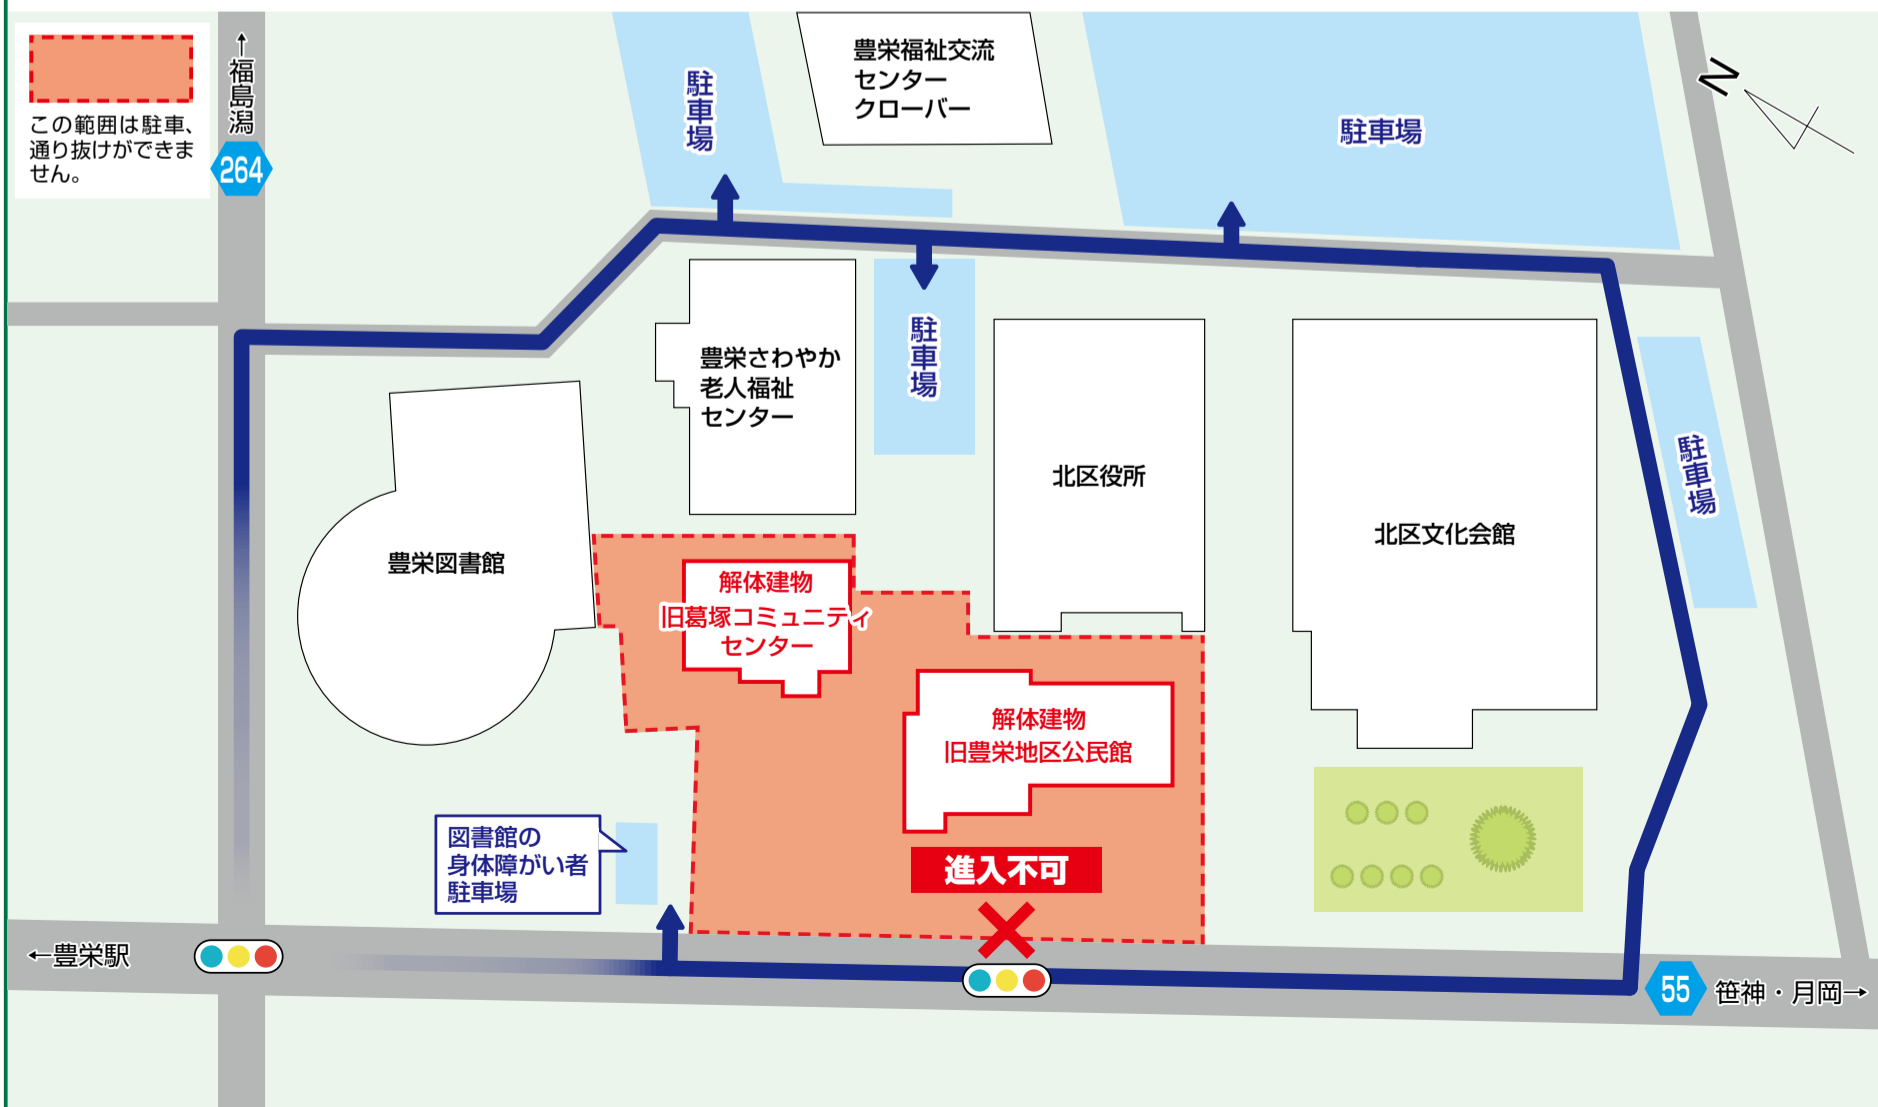 この範囲は駐車、
通り抜けができま
せん。
↑福島潟
264
駐車場
豊栄福祉交流
センター
クローバー
駐車場
N
豊栄さわやか
老人福祉
センター
駐車場
北区役所
北区文化会館
駐車場
豊栄図書館
解体建物
旧葛塚コミュニティ
センター
解体建物
旧豊栄地区公民館
図書館の
身体障がい者
駐車場
進入不可
←豊栄駅
55
笹神・月岡→